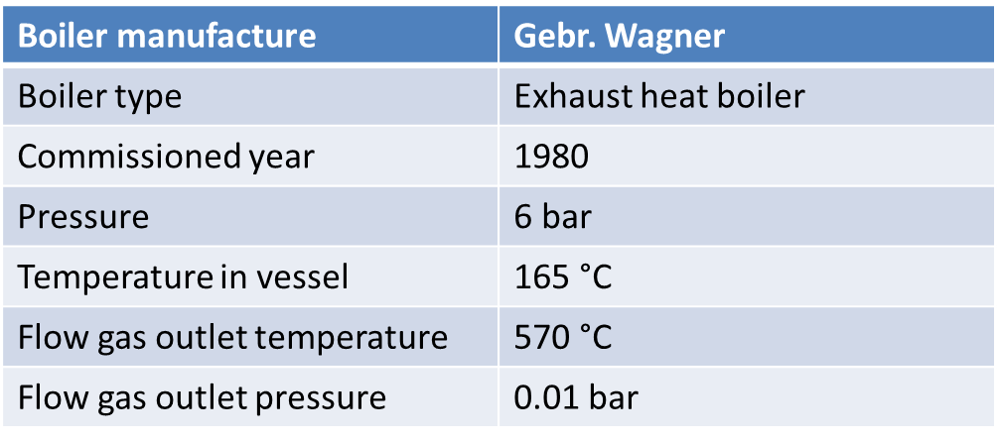 Boiler manufacture Gebr. Wagner
Boiler type Exhaust heat boiler
Commissioned year 1980
Pressure 6 bar
Temperature in vessel 165 °C
Flow gas outlet temperature 570 °C
Flow gas outlet pressure 0.01 bar